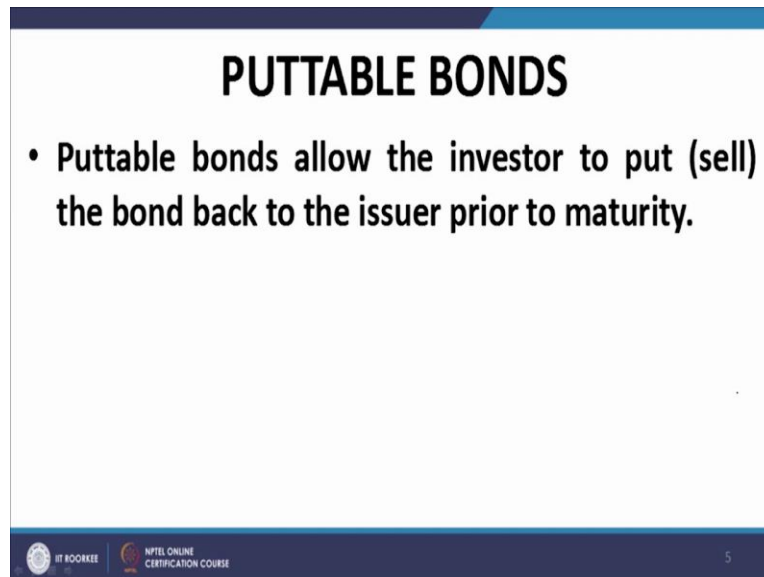 PUTTABLE BONDS
• Puttable bonds allow the investor to put (sell)
the bond back to the issuer prior to maturity.
IIT ROORKEE
NPTEL ONLINE
CERTIFICATION COURSE
5